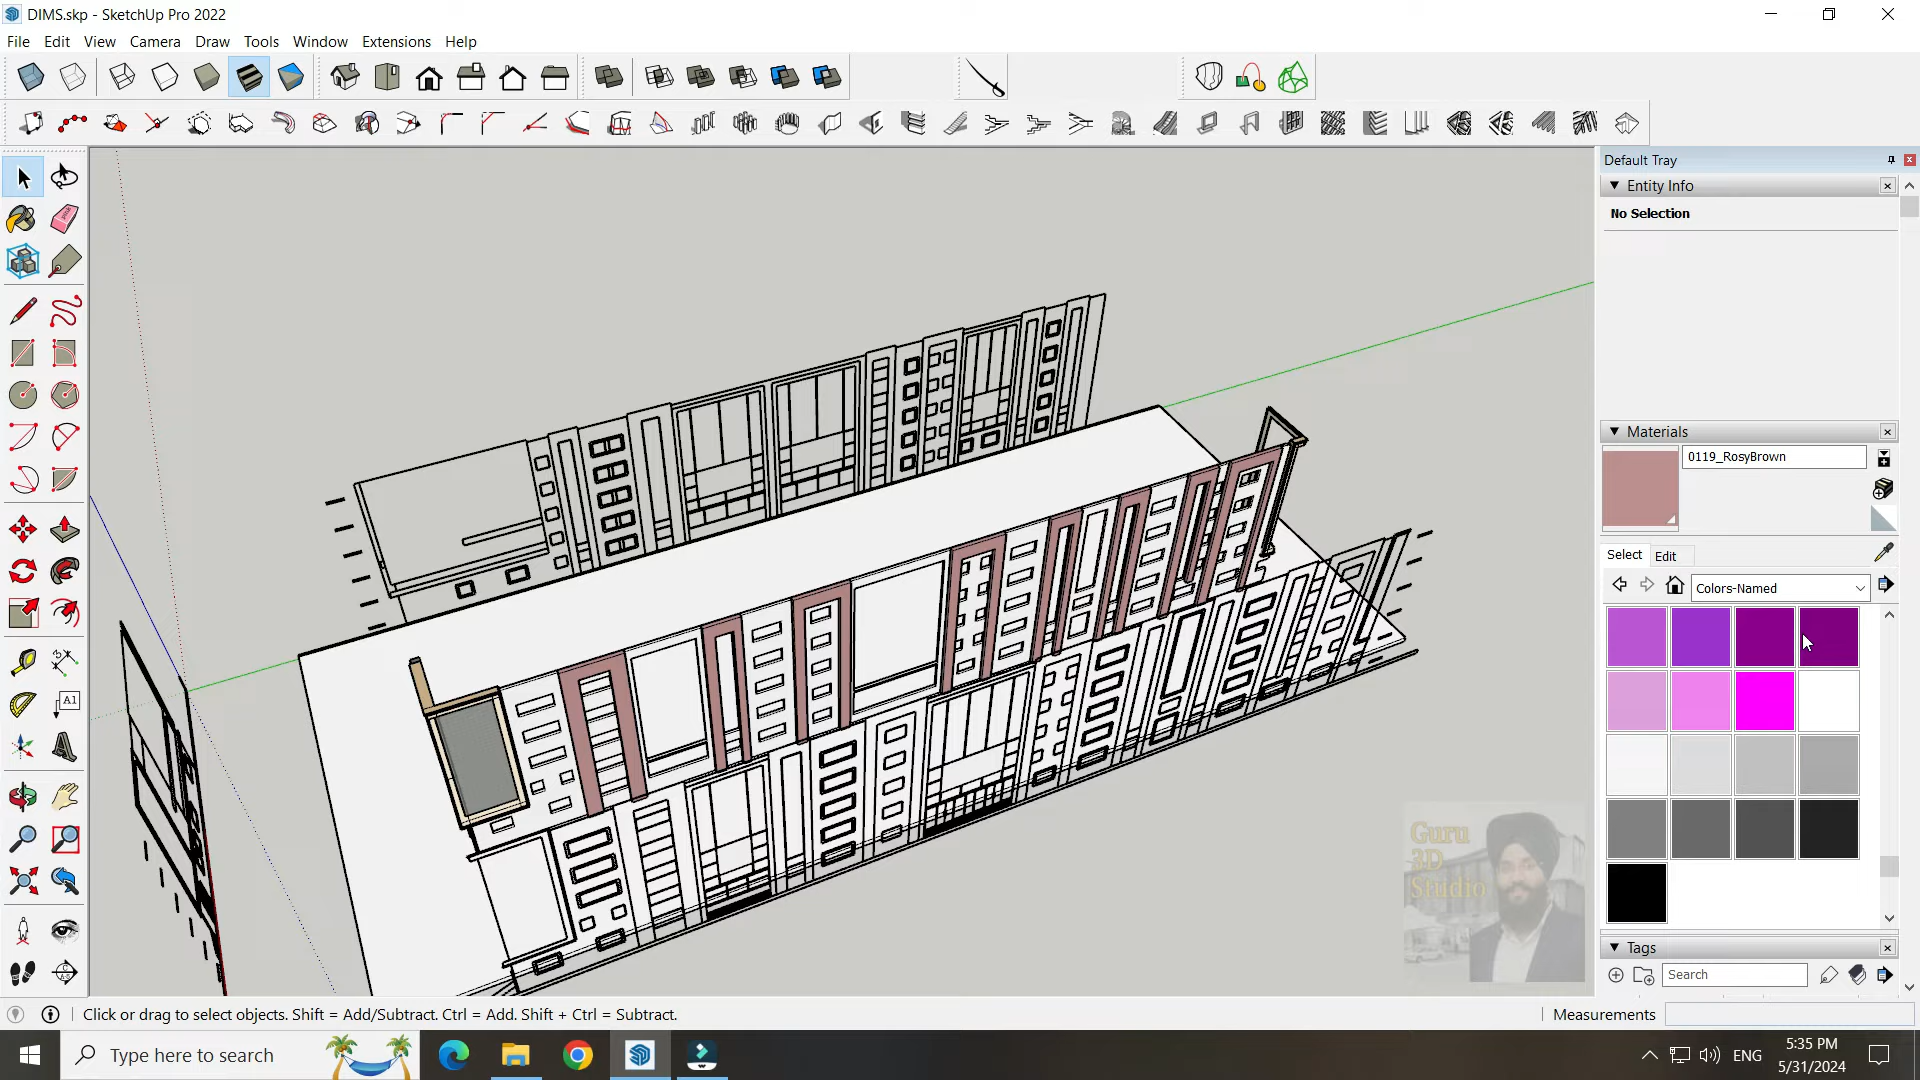 DIMS.skp - SketchUp Pro 2022
File Edit View Camera Draw Tools Window Extensions Help
Default Tray
Entity Info
No Selection
Materials
0119_RosyBrown
Select Edit
Colors-Named
A1
Guru
3D
Studio
Tags
Search
Click or drag to select objects. Shift = Add/Subtract. Ctrl = Add. Shift + Ctrl = Subtract.
Measurements
Type here to search
ENG
5:35 PM
5/31/2024